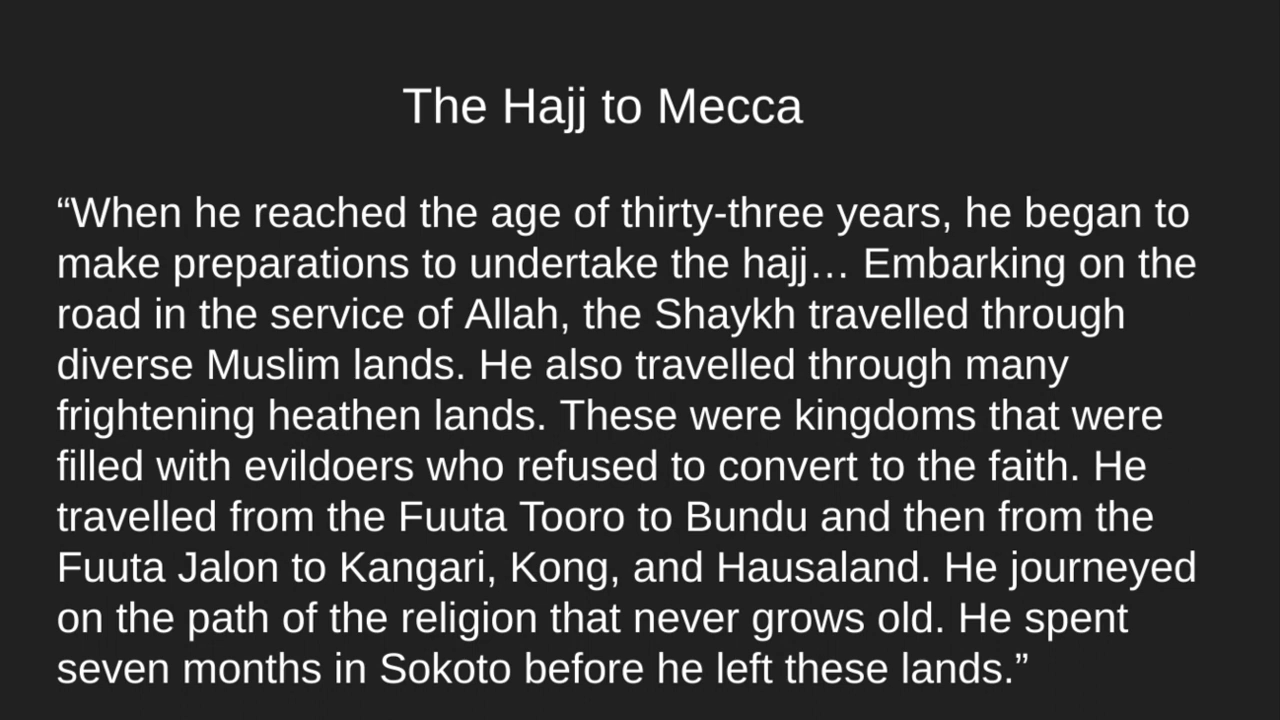 The Hajj to Mecca
“When he reached the age of thirty-three years, he began to
make preparations to undertake the hajj… Embarking on the
road in the service of Allah, the Shaykh travelled through
diverse Muslim lands. He also travelled through many
frightening heathen lands. These were kingdoms that were
filled with evildoers who refused to convert to the faith. He
travelled from the Fuuta Tooro to Bundu and then from the
Fuuta Jalon to Kangari, Kong, and Hausaland. He journeyed
on the path of the religion that never grows old. He spent
seven months in Sokoto before he left these lands.”